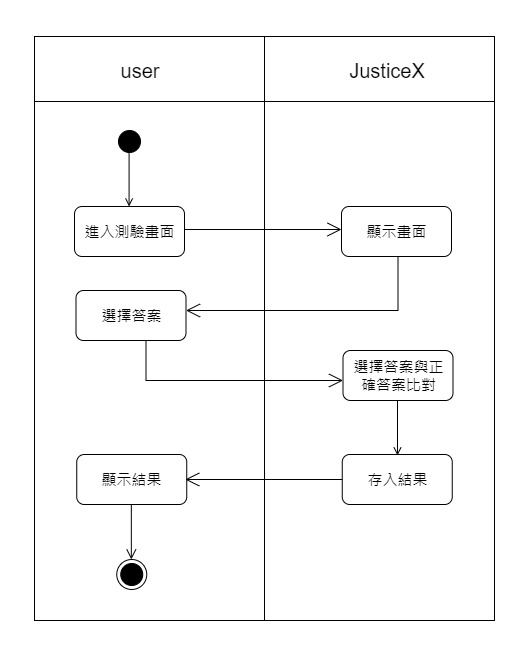 user
JusticeX
進入測驗畫面
顯示畫面
選擇答案
選擇答案與正
確答案比對
顯示結果
存入結果